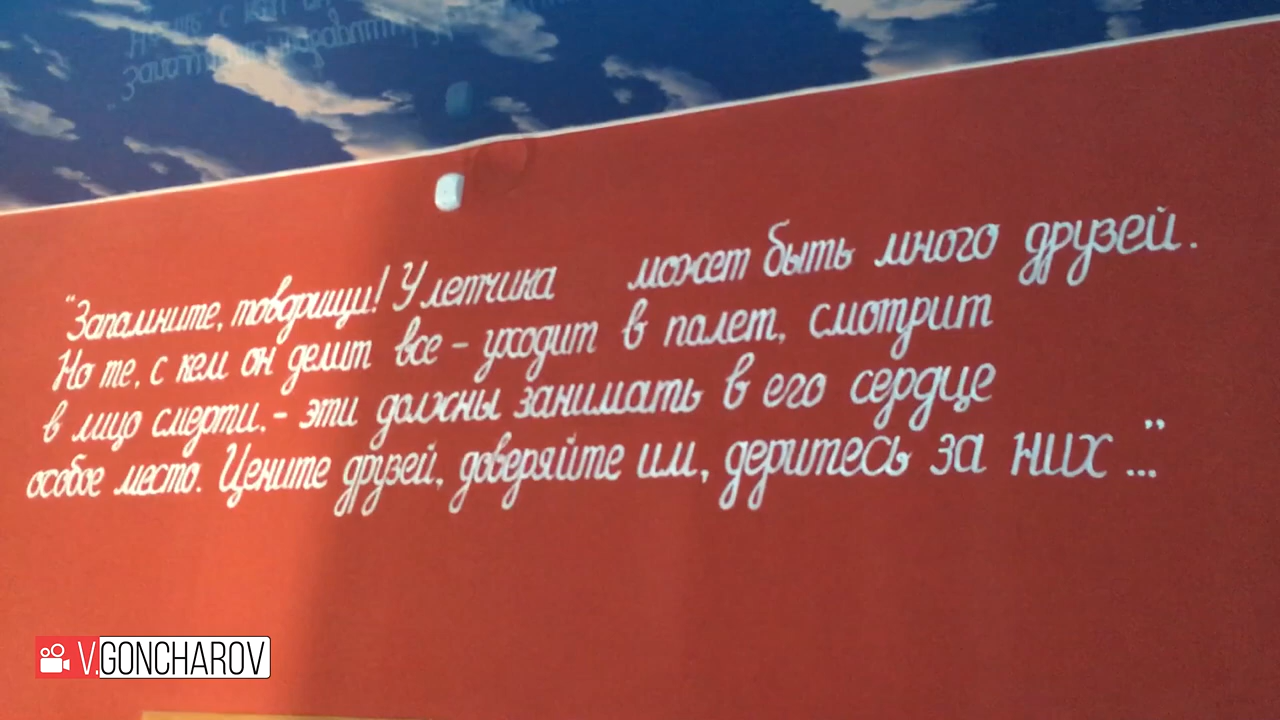 "Запомните, товарищи! У летчика может быть много друзей.
Но те, с кем он делит все - уходит в полет, смотрит
в лицо смерти, - эти должны занимать в его сердце
особое место. Цените друзей, доверяйте им, деритесь за них ..."
V.GONCHAROV